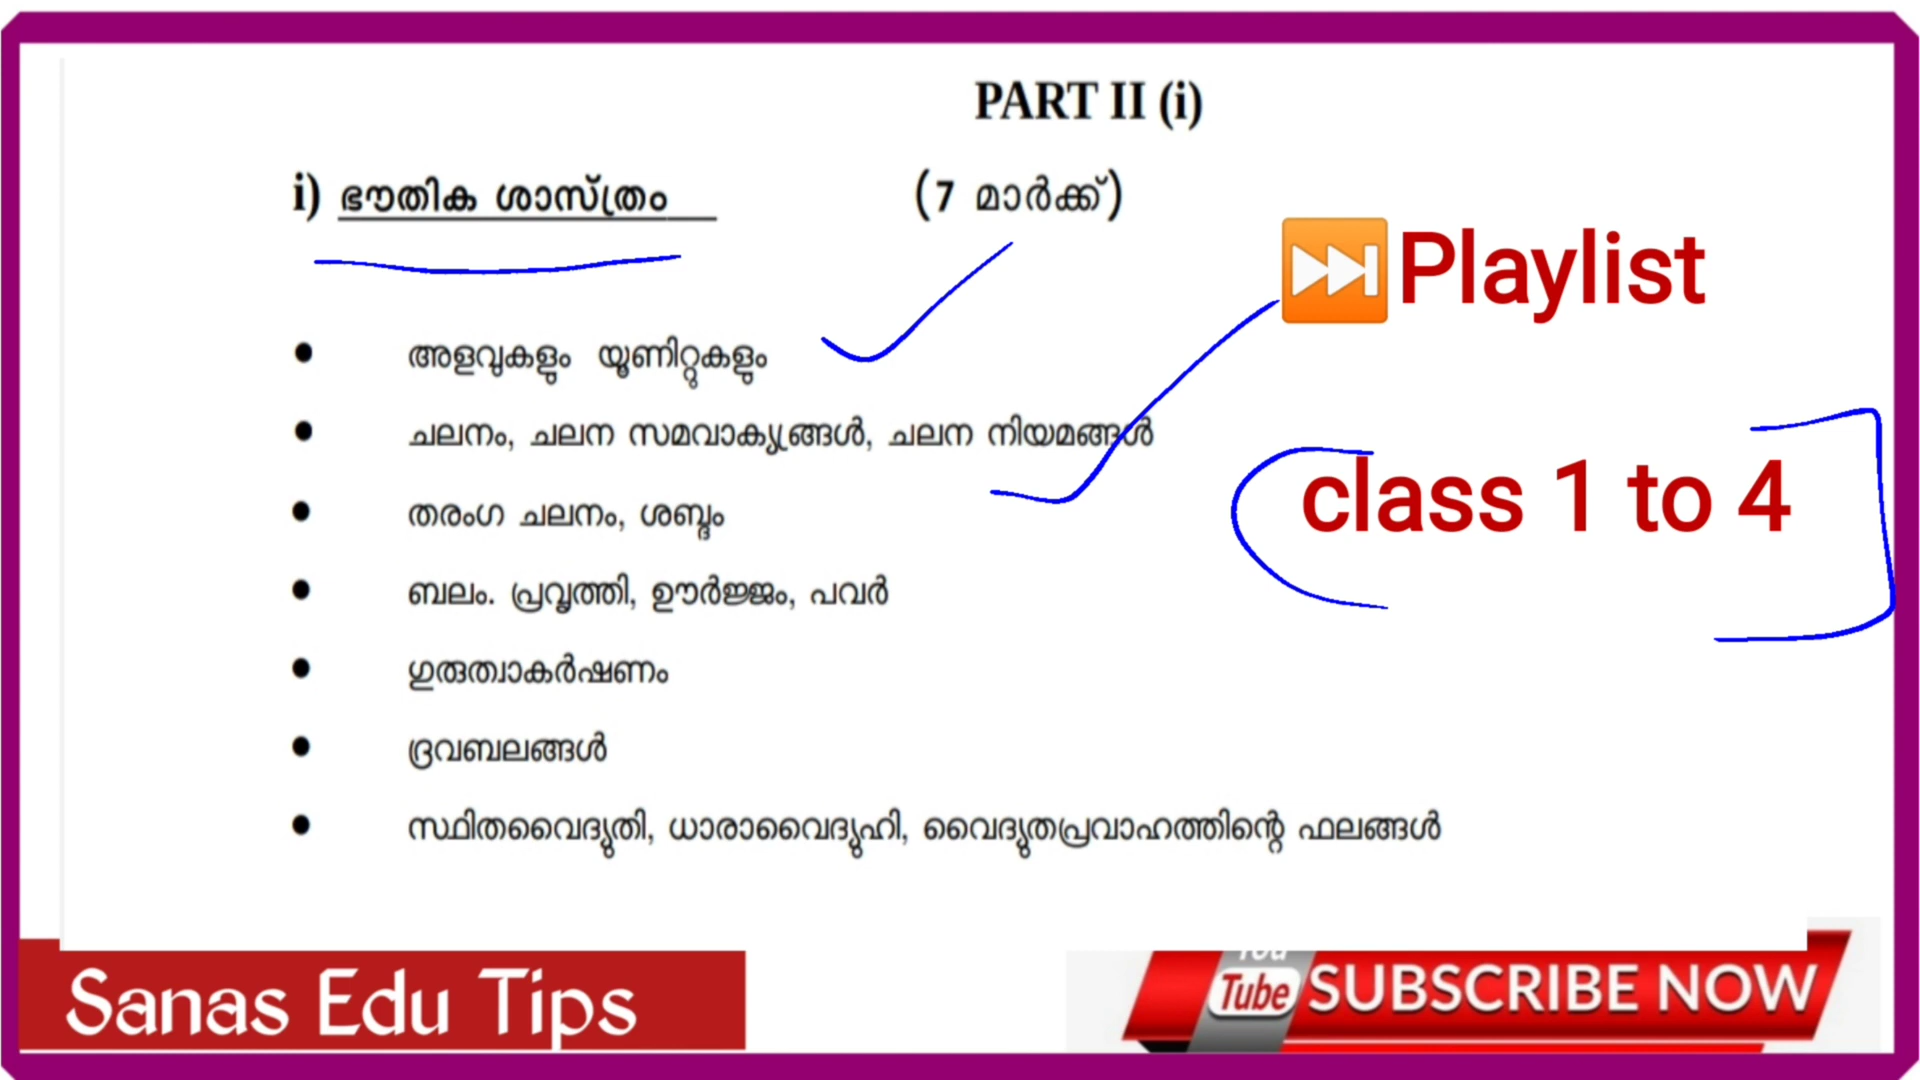 PART II (i)
i) ഭൗതിക ശാസ്ത്രം (7 മാർക്ക്)
⏭Playlist
● അളവുകളും യൂണിറ്റുകളും
● ചലനം, ചലന സമവാക്യങ്ങൾ, ചലന നിയമങ്ങൾ
class 1 to 4
● തരംഗ ചലനം, ശബ്ദം
● ബലം. പ്രവൃത്തി, ഊർജ്ജം, പവർ
● ഗുരുത്വാകർഷണം
● ദ്രവബലങ്ങൾ
● സ്ഥിതവൈദ്യുതി, ധാരാവൈദ്യുഹി, വൈദ്യുതപ്രവാഹത്തിന്റെ ഫലങ്ങൾ
Sanas Edu Tips
You
Tube SUBSCRIBE NOW